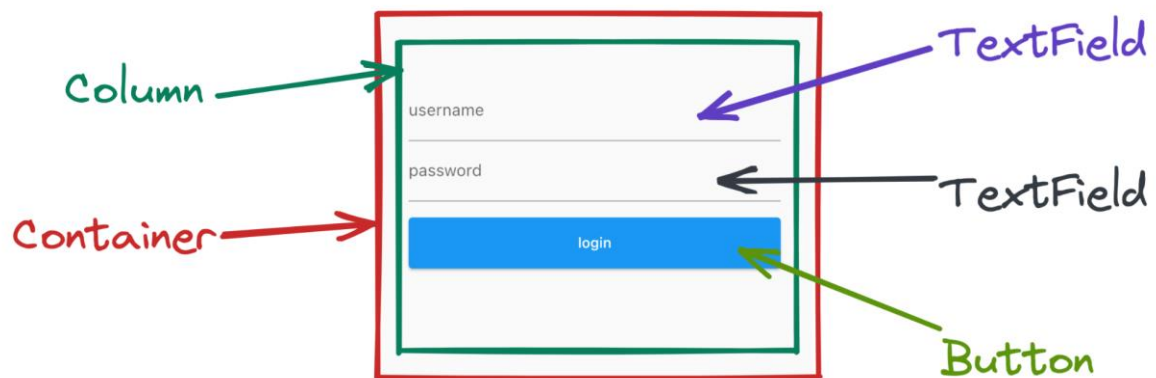 TextField
Column
username
password
TextField
Container
login
Button